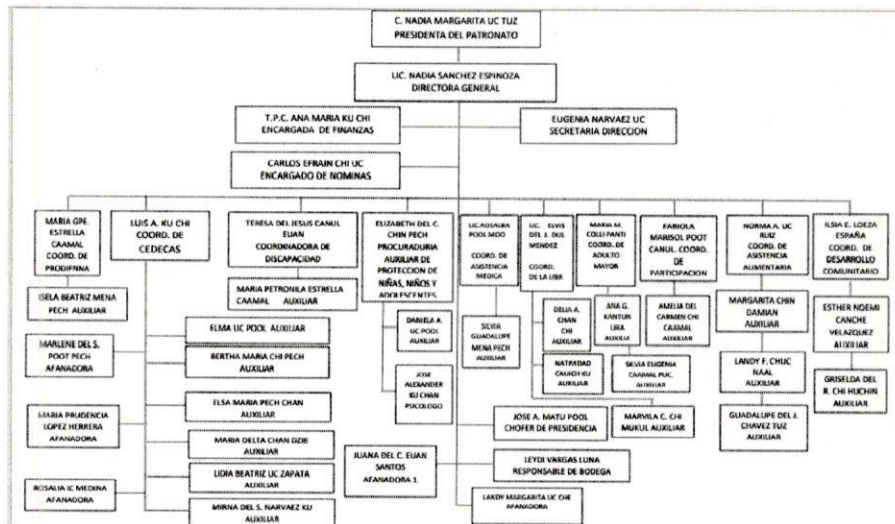 C. NADIA MARGARITA UC TUZ
PRESIDENTA DEL PATRONATO
LIC. NADIA SANCHEZ ESPINOZA
DIRECTORA GENERAL
T.P.C. ANA MARIA KU CHI
ENCARGADA DE FINANZAS
EUGENIA NARVAEZ UC
SECRETARIA DIRECCION
CARLOS EFRAIN CHI UC
ENCARGADO DE NOMINAS
MARIA GPE.
ESTRELLA
CAAMAL
COORD. DE
PRODIFNNA
LUIS A. KU CHI
COORD. DE
CEDECAS
TERESA DEL JESUS CANUL
EUAN
COORDINADORA DE
DISCAPACIDAD
ELIZABETH DEL C.
CHIN PECH
PROCURADURIA
AUXILIAR DE
PROTECCION DE
NIÑAS, NIÑOS Y
ADOLESCENTES
LIC. ROSALBA
POOL MOO
COORD. DE
ASISTENCIA
MEDICA
LIC. ELVIS
DEL J. DUL
MENDEZ
COORD.
DE LA UBR
MARIA M.
COLLI PANTI
COORD. DE
ADULTO
MAYOR
FABIOLA
MARISOL POOT
CANUL. COORD.
DE
PARTICIPACION
NORMA A. UC
RUIZ
COORD. DE
ASISTENCIA
ALIMENTARIA
ILSIA E. LOEZA
ESPAÑA
COORD. DE
DESARROLLO
COMUNITARIO
ISELA BEATRIZ MENA
PECH AUXILIAR
MARIA PETRONILA ESTRELLA
CAAMAL AUXILIAR
MARLENE DEL S.
POOT PECH
AFANADORA
ELMA UC POOL AUXILIAR
BERTHA MARIA CHI PECH
AUXILIAR
DANIELA A.
UC POOL
AUXILIAR
SILVIA
GUADALUPE
MENA PECH
AUXILIAR
DELIA A.
CHAN
CHI
AUXILIAR
ANA G.
KANTUN
LIRA
AUXILIA
AMELIA DEL
CARMEN CHI
CAAMAL
AUXILIAR
MARGARITA CHIN
DAMIAN
AUXILIAR
ESTHER NOEMI
CANCHE
VELAZQUEZ
AUXILIAR
NATIVIDAD
CAUICH KU
AUXILIAR
SILVIA EUGENIA
CAAMAL PUC.
AUXILIAR
LANDY F. CHUC
NAAL
AUXILIAR
GRISELDA DEL
R. CHI HUCHIN
AUXILIAR
JOSE
ALEXANDER
KU CHAN
PSICOLOGO
MARIA PRUDENCIA
LOPEZ HERRERA
AFANADORA
ELSA MARIA PECH CHAN
AUXILIAR
MARIA DELTA CHAN DZIB
AUXILIAR
JOSE A. MATU POOL
CHOFER DE PRESIDENCIA
MARVILA C. CHI
MUKUL AUXILIAR
GUADALUPE DEL J.
CHAVEZ TUZ
AUXILIAR
JUANA DEL C. EUAN
SANTOS
AFANADORA 1
LEYDI VARGAS LUNA
RESPONSABLE DE BODEGA
ROSALIA IC MEDINA
AFANADORA
LIDIA BEATRIZ UC ZAPATA
AUXILIAR
MIRNA DEL S. NARVAEZ KU
AUXILIAR
LANDY MARGARITA UC CHE
AFANADORA